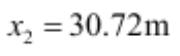 x₂ = 30.72m